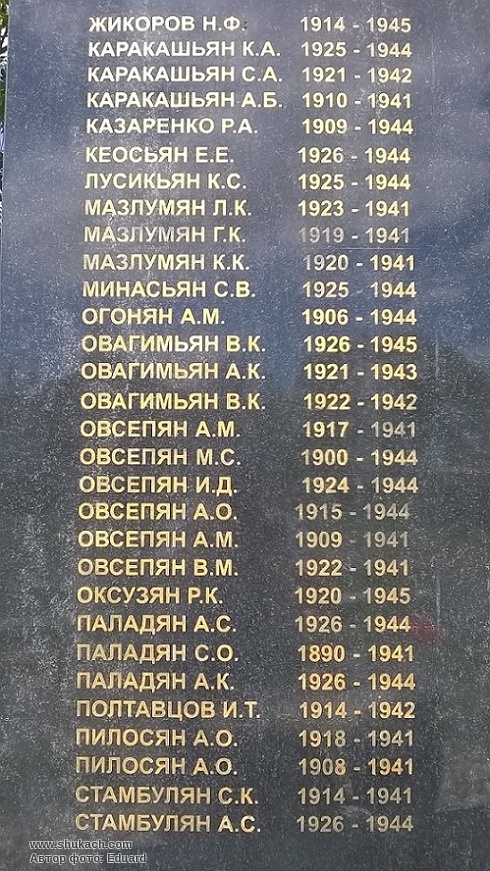 ЖИКОРОВ Н.Ф. 1914 - 1945
КАРАКАШЬЯН К.А. 1925 - 1944
КАРАКАШЬЯН С.А. 1921 - 1942
КАРАКАШЬЯН А.Б. 1910 - 1941
КАЗАРЕНКО Р.А. 1909 - 1944
КЕОСЬЯН Е.Е. 1926 - 1944
ЛУСИКЬЯН К.С. 1925 - 1944
МАЗЛУМЯН Л.К. 1923 - 1941
МАЗЛУМЯН Г.К. 1919 - 1941
МАЗЛУМЯН К.К. 1920 - 1941
МИНАСЬЯН С.В. 1925 - 1944
ОГОНЯН А.М. 1906 - 1944
ОВАГИМЬЯН В.К. 1926 - 1945
ОВАГИМЬЯН А.К. 1921 - 1943
ОВАГИМЬЯН В.К. 1922 - 1942
ОВСЕПЯН А.М. 1917 - 1941
ОВСЕПЯН М.С. 1900 - 1944
ОВСЕПЯН И.Д. 1924 - 1944
ОВСЕПЯН А.О. 1915 - 1944
ОВСЕПЯН А.М. 1909 - 1941
ОВСЕПЯН В.М. 1922 - 1941
ОКСУЗЯН Р.К. 1920 - 1945
ПАЛАДЯН А.С. 1926 - 1944
ПАЛАДЯН С.О. 1890 - 1941
ПАЛАДЯН А.К. 1926 - 1944
ПОЛТАВЦОВ И.Т. 1914 - 1942
ПИЛОСЯН А.О. 1918 - 1941
ПИЛОСЯН А.О. 1908 - 1941
СТАМБУЛЯН С.К. 1914 - 1941
СТАМБУЛЯН А.С. 1926 - 1944
www.shukach.com
Автор фото: Eduard